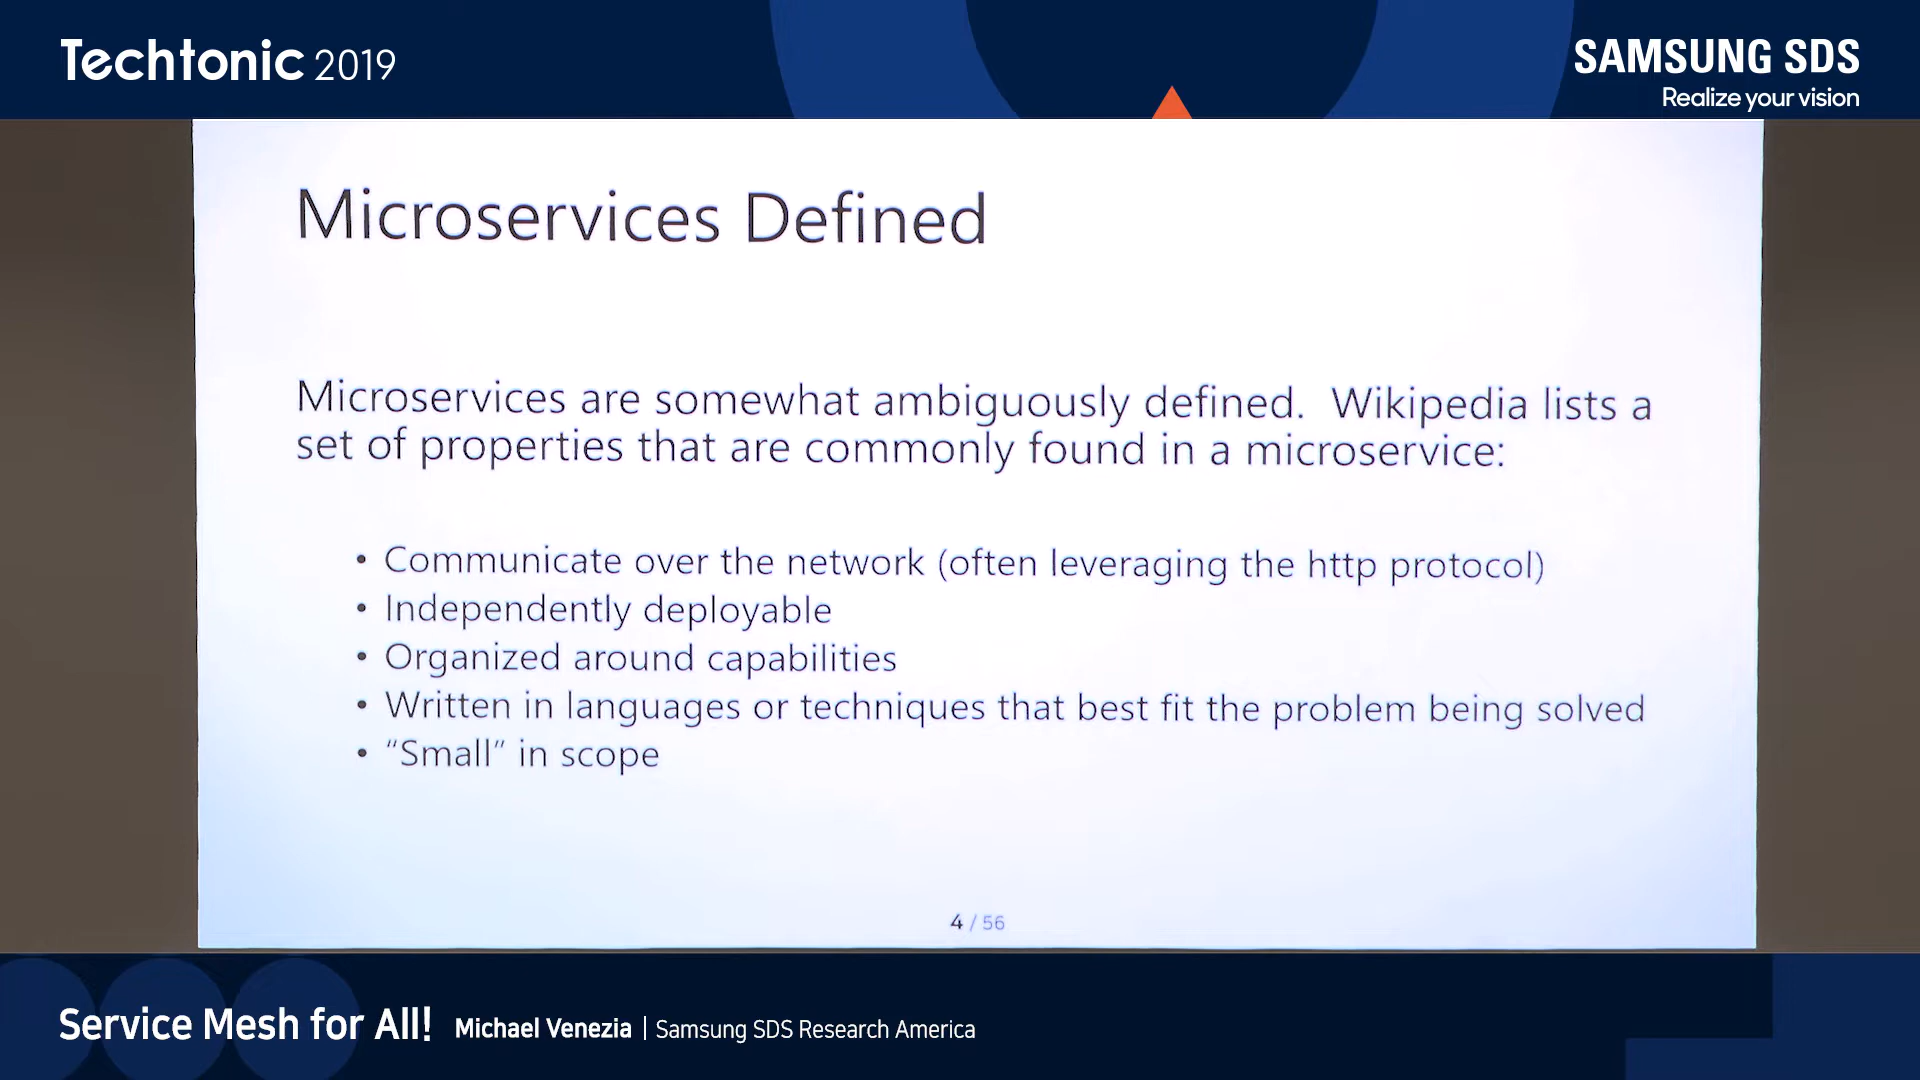 Techtonic 2019
SAMSUNG SDS
Realize your vision
Microservices Defined
Microservices are somewhat ambiguously defined. Wikipedia lists a
set of properties that are commonly found in a microservice:
• Communicate over the network (often leveraging the http protocol)
• Independently deployable
• Organized around capabilities
• Written in languages or techniques that best fit the problem being solved
• “Small” in scope
4 / 56
Service Mesh for All! Michael Venezia | Samsung SDS Research America